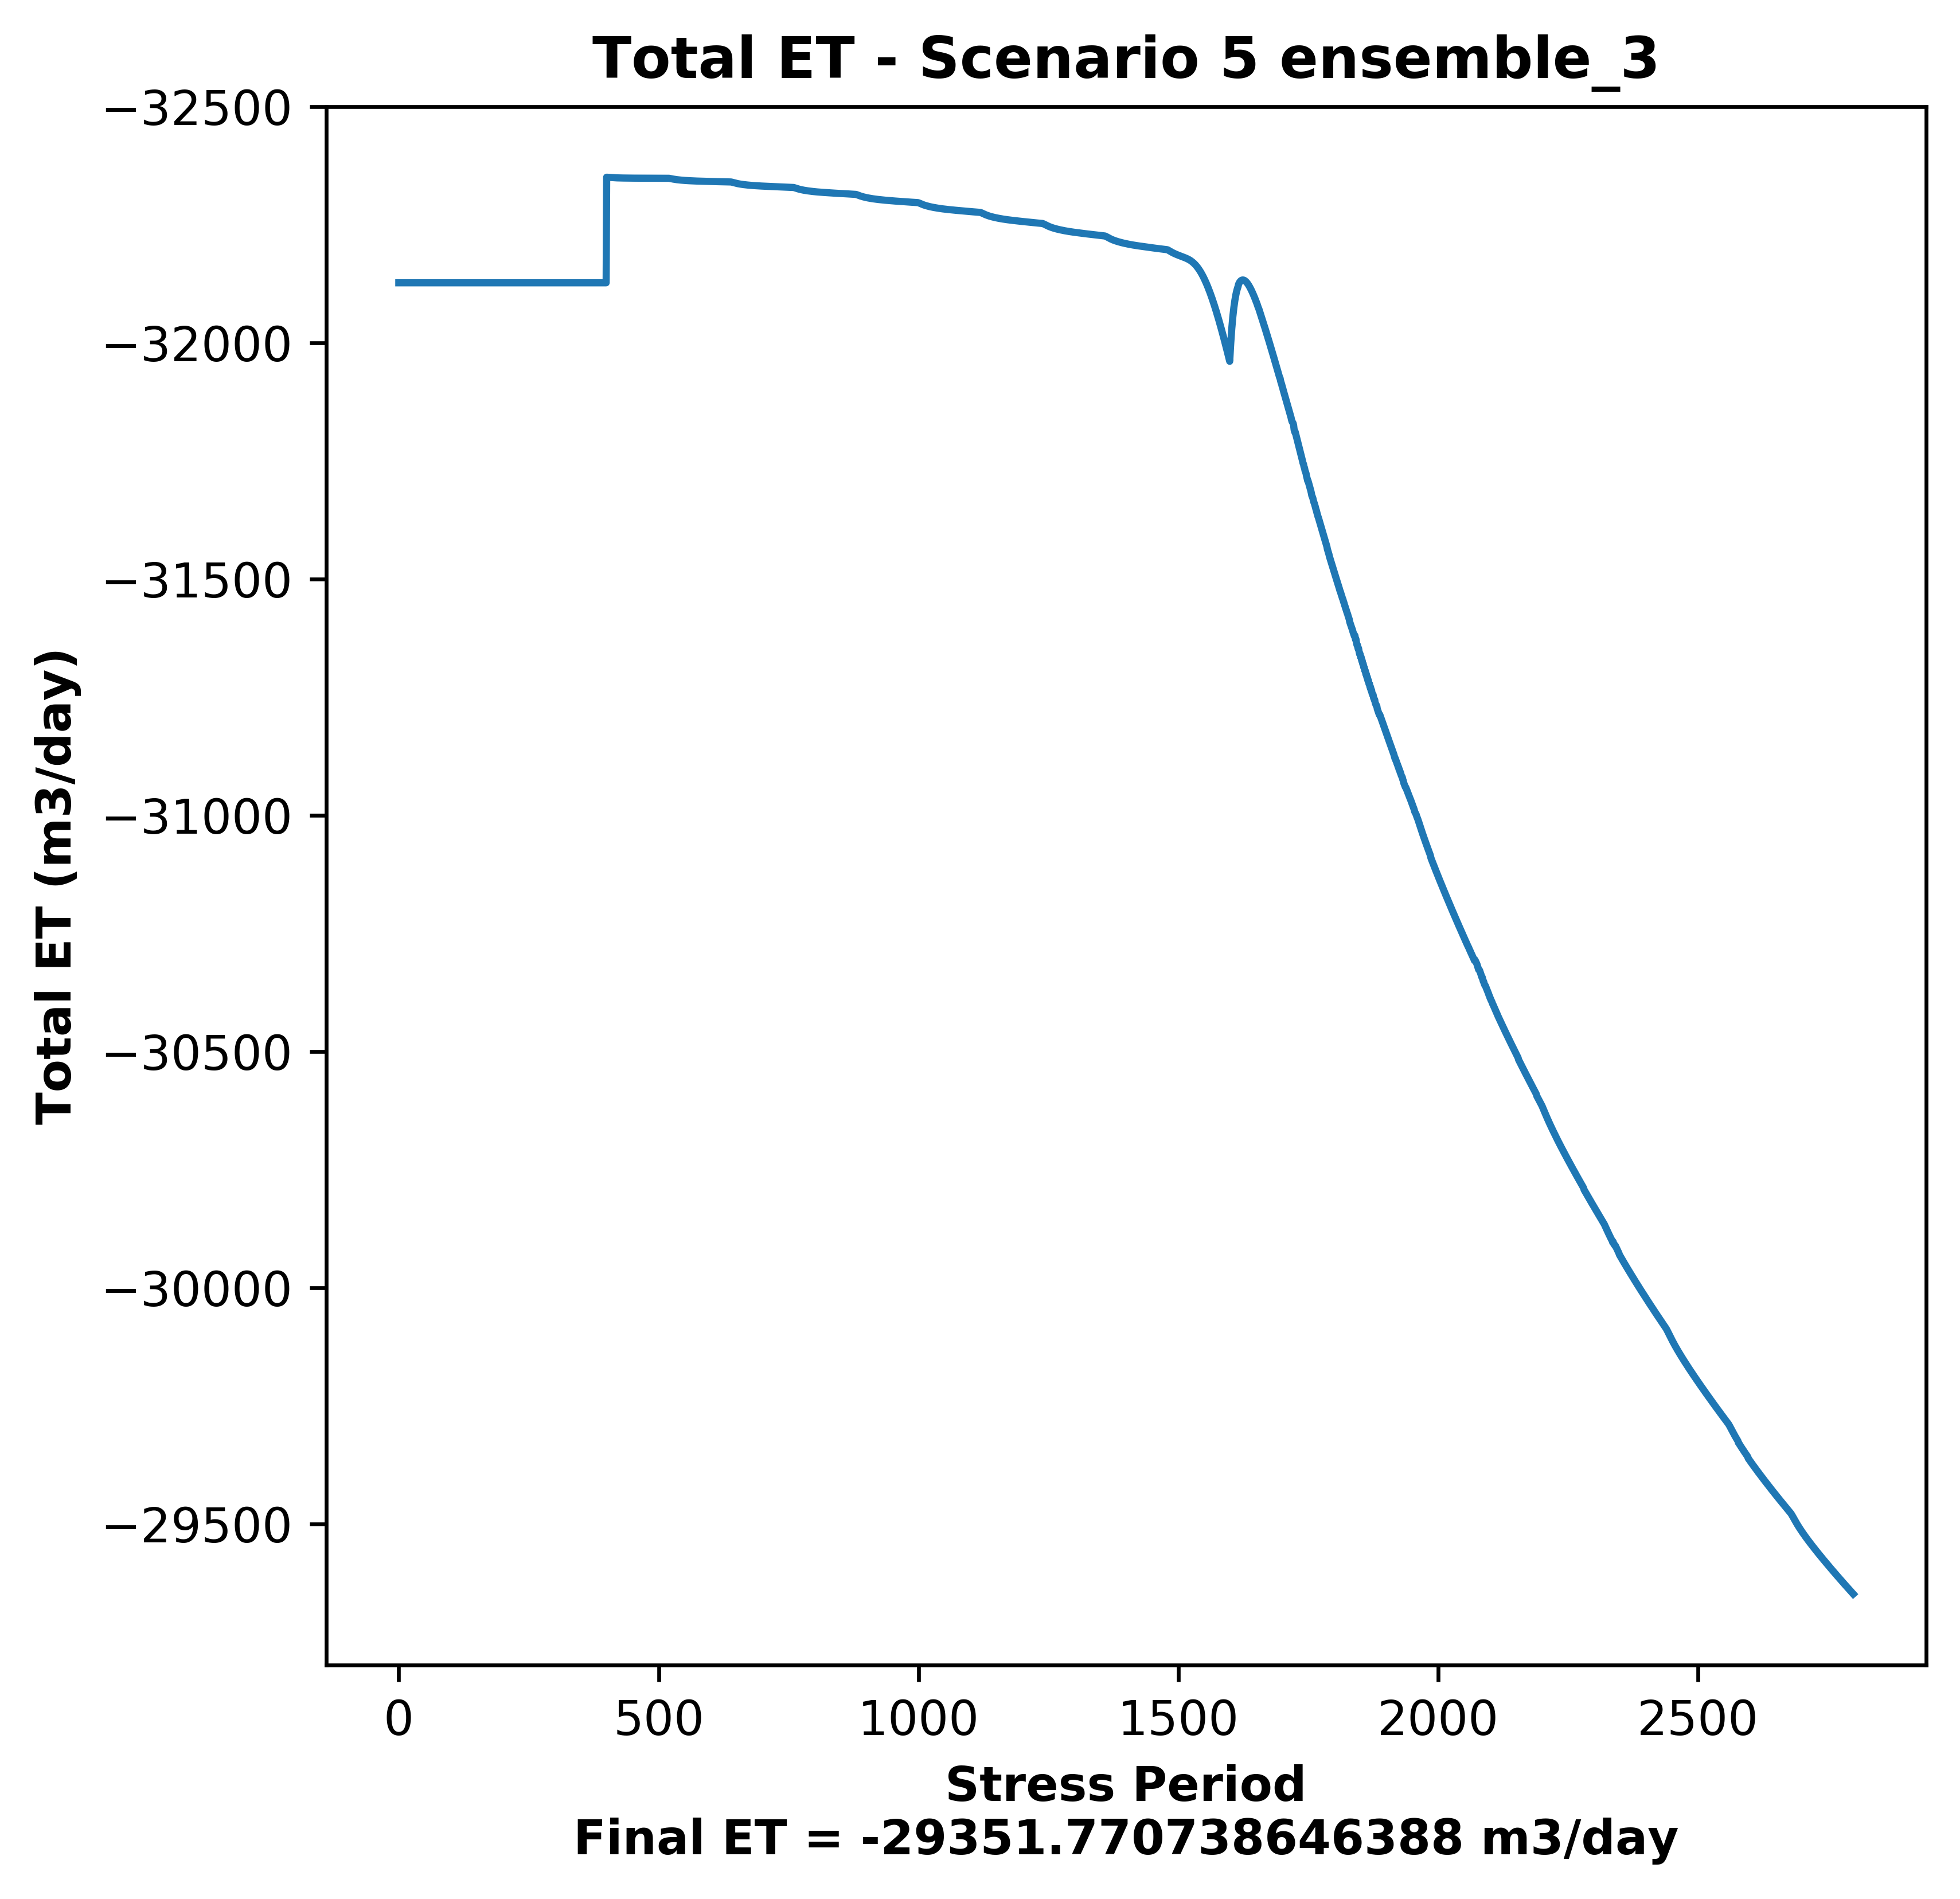 Total ET - Scenario 5 ensemble_3
−32500
−32000
−31500
−31000
−30500
−30000
−29500
Total ET (m3/day)
0 500 1000 1500 2000 2500
Stress Period
Final ET = -29351.770738646388 m3/day